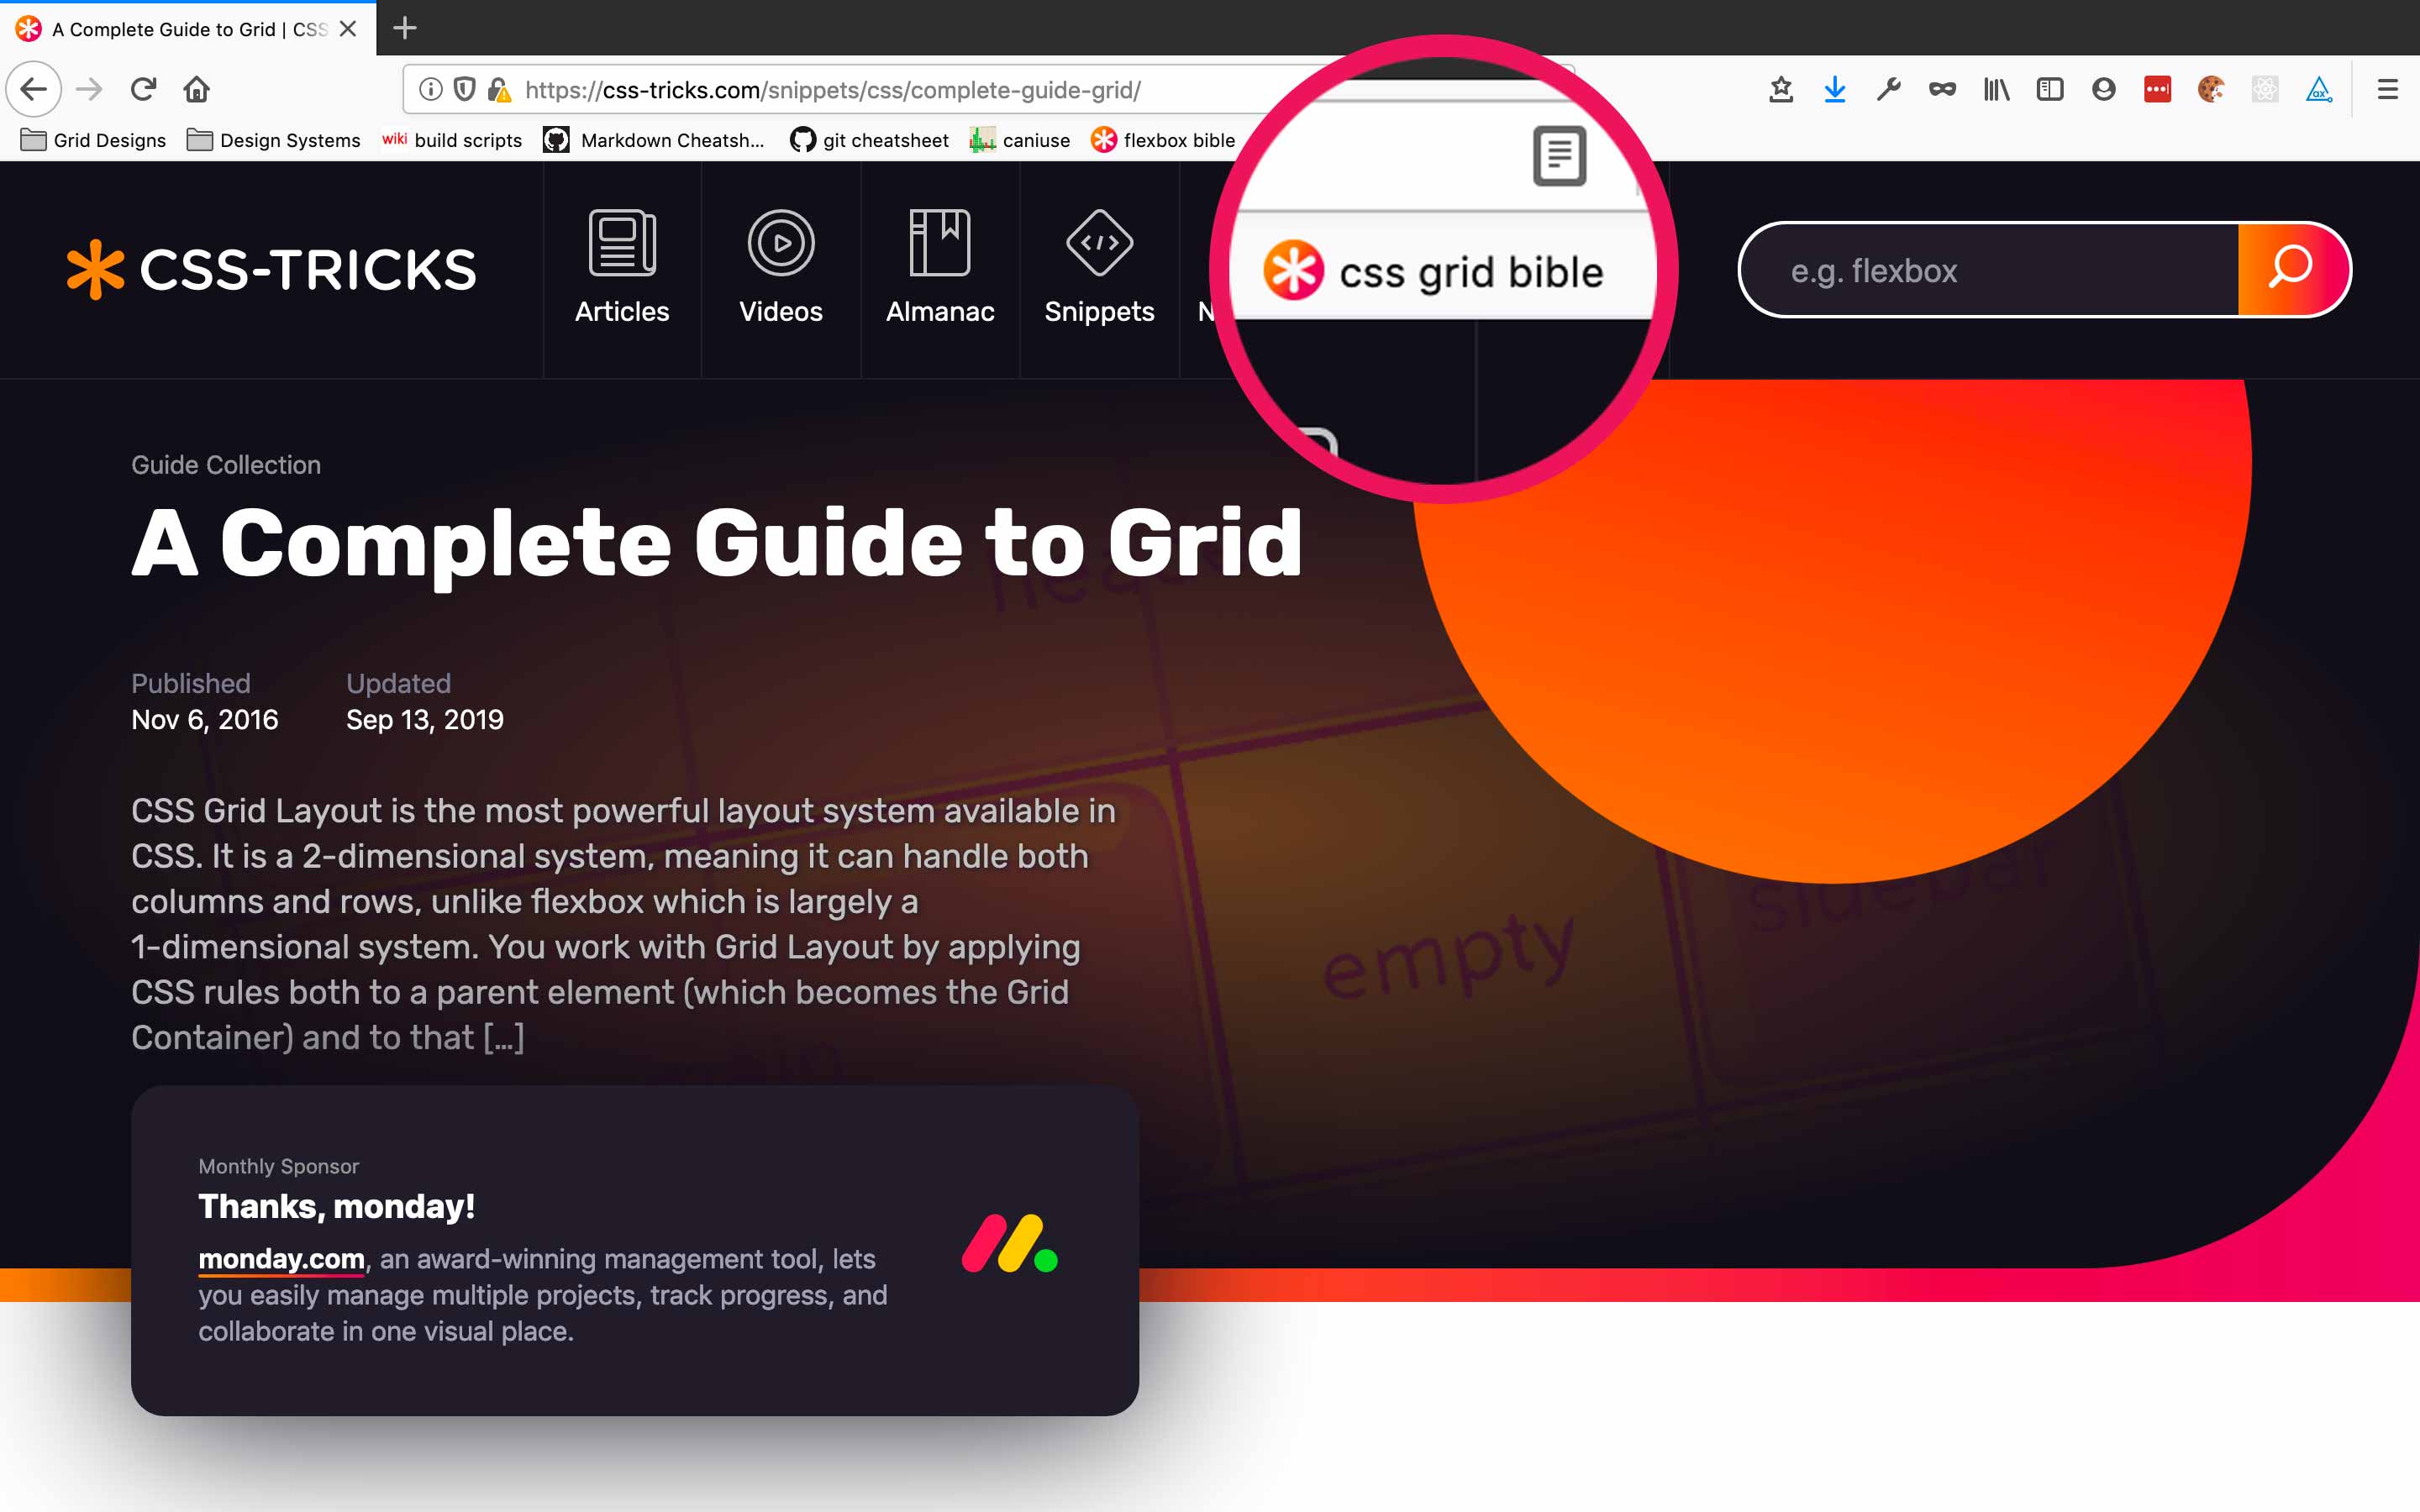 A Complete Guide to Grid | CSS
https://css-tricks.com/snippets/css/complete-guide-grid/
Grid Designs
Design Systems
wiki build scripts
Markdown Cheatsh...
git cheatsheet
caniuse
flexbox bible
css grid bible
CSS-TRICKS
Articles
Videos
Almanac
Snippets
e.g. flexbox
Guide Collection
A Complete Guide to Grid
Published
Nov 6, 2016
Updated
Sep 13, 2019
CSS Grid Layout is the most powerful layout system available in
CSS. It is a 2-dimensional system, meaning it can handle both
columns and rows, unlike flexbox which is largely a
1-dimensional system. You work with Grid Layout by applying
CSS rules both to a parent element (which becomes the Grid
Container) and to that [...]
empty
sidebar
Monthly Sponsor
Thanks, monday!
monday.com, an award-winning management tool, lets
you easily manage multiple projects, track progress, and
collaborate in one visual place.